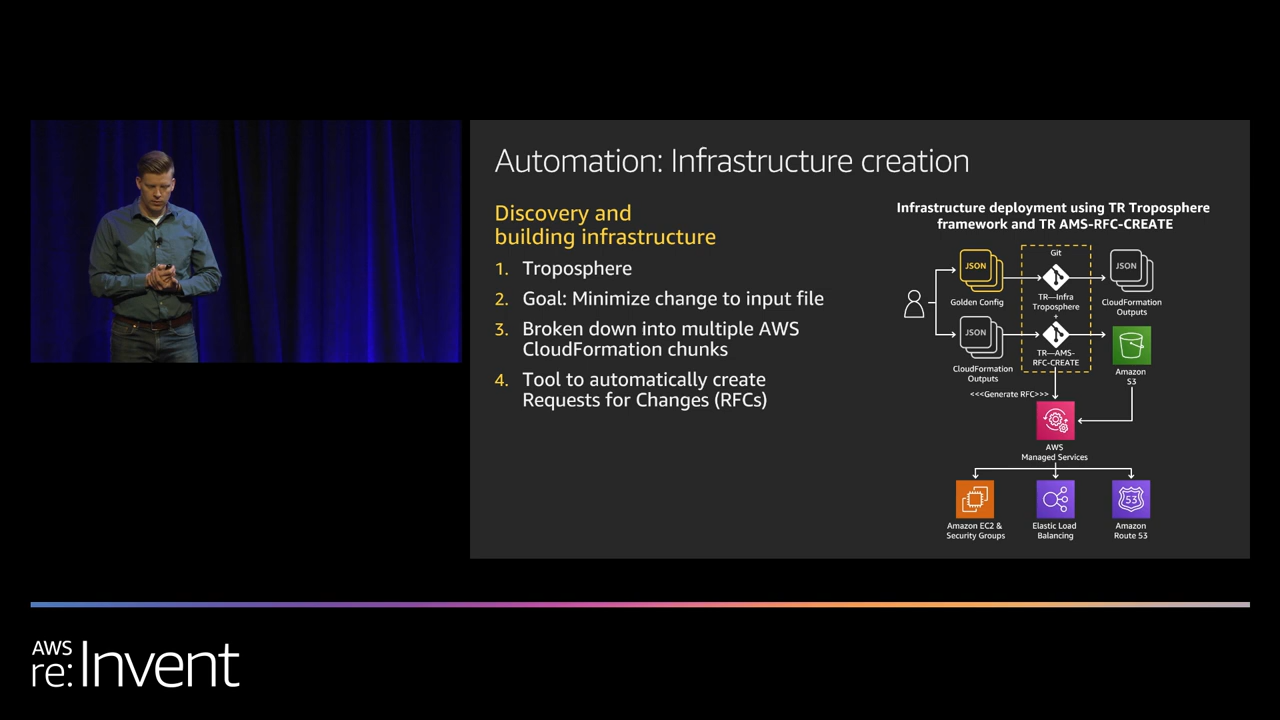 Automation: Infrastructure creation
Discovery and
building infrastructure
1. Troposphere
2. Goal: Minimize change to input file
3. Broken down into multiple AWS
CloudFormation chunks
4. Tool to automatically create
Requests for Changes (RFCs)
Infrastructure deployment using TR Troposphere
framework and TR AMS-RFC-CREATE
Git
JSON
JSON
Golden Config
TR—Infra
Troposphere
+
CloudFormation
Outputs
JSON
TR—AMS-
RFC-CREATE
CloudFormation
Outputs
Amazon
S3
<<<Generate RFC>>>
AWS
Managed Services
53
Amazon EC2 &
Security Groups
Elastic Load
Balancing
Amazon
Route 53
AWS
re:Invent